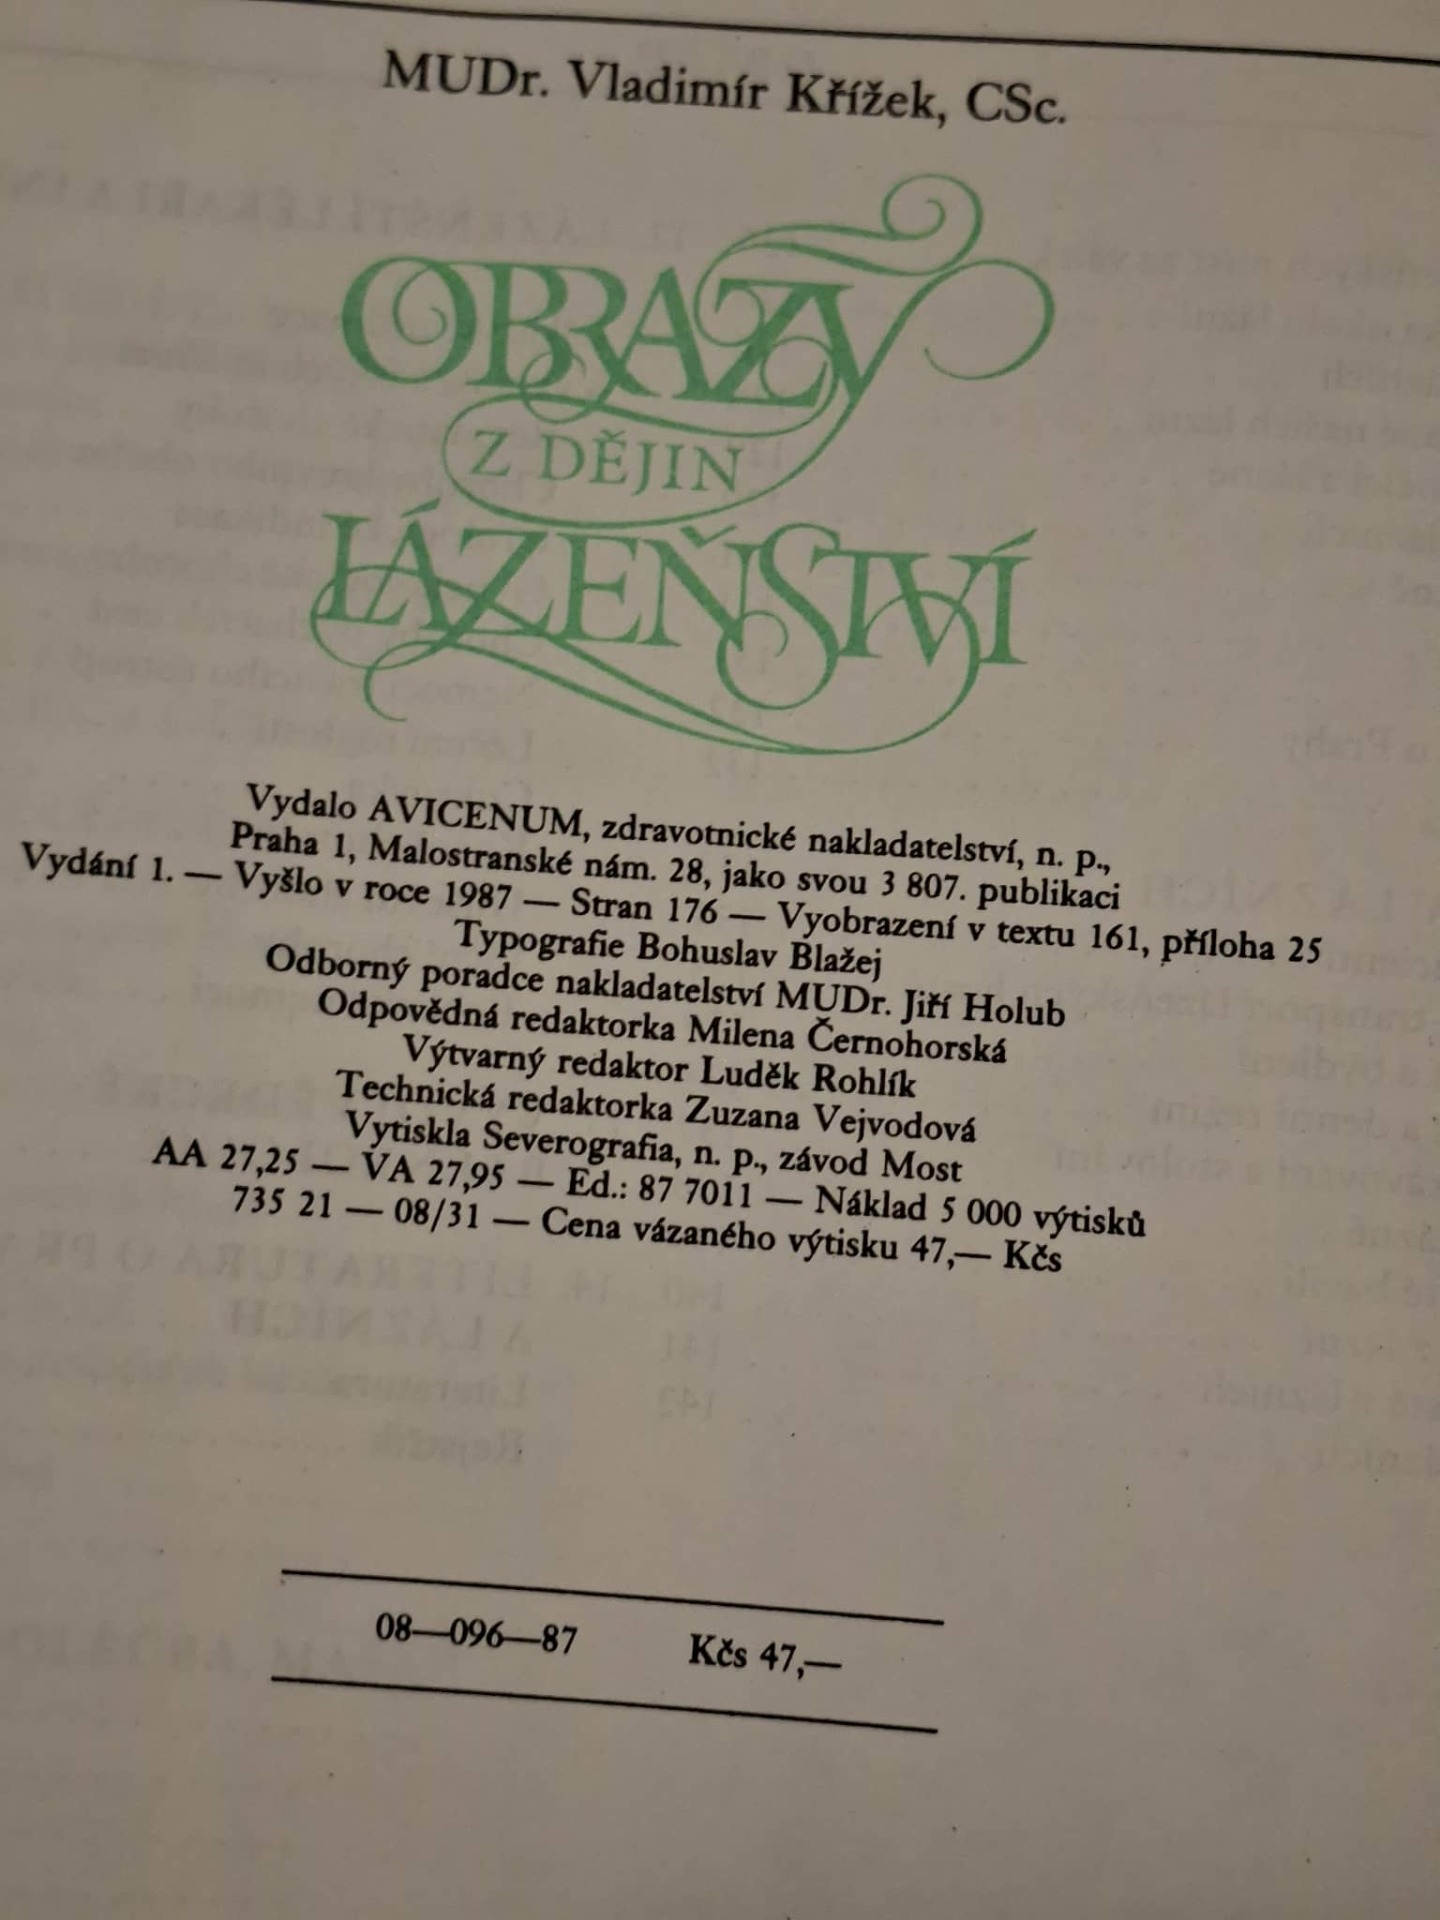 MUDr. Vladimír Křížek, CSc.
OBRAZY
Z DĚJIN
LÁZEŇSTVÍ
Vydalo AVICENUM, zdravotnické nakladatelství, n. p.,
Praha 1, Malostranské nám. 28, jako svou 3 807. publikaci
Vydání 1. — Vyšlo v roce 1987 — Stran 176 — Vyobrazení v textu 161, příloha 25
Typografie Bohuslav Blažej
Odborný poradce nakladatelství MUDr. Jiří Holub
Odpovědná redaktorka Milena Černohorská
Výtvarný redaktor Luděk Rohlík
Technická redaktorka Zuzana Vejvodová
Vytiskla Severografia, n. p., závod Most
AA 27,25 — VA 27,95 — Ed.: 87 7011 — Náklad 5 000 výtisků
735 21 — 08/31 — Cena vázaného výtisku 47,— Kčs
08—096—87 Kčs 47,—